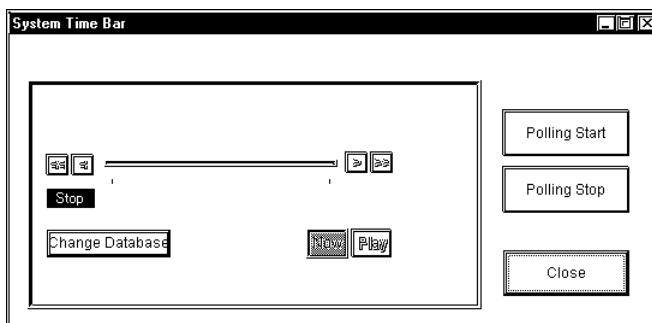 System Time Bar
Polling Start
Polling Stop
Stop
Change Database
Now
Play
Close